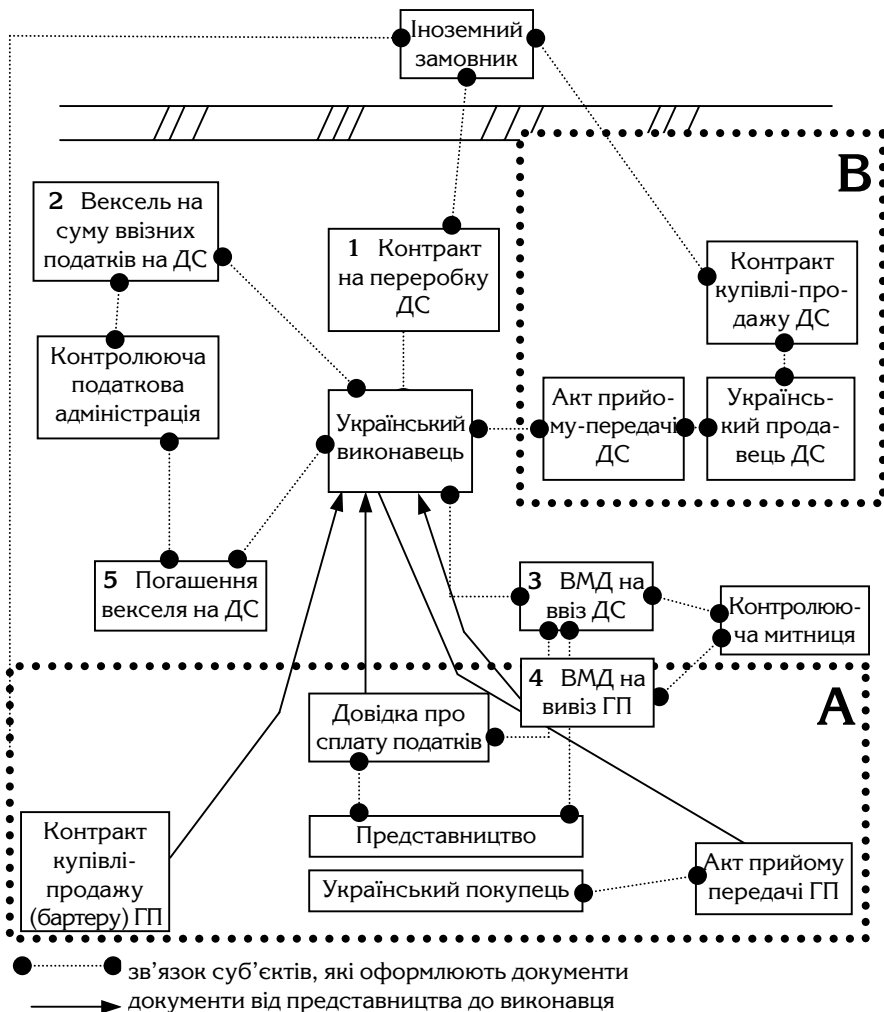 Іноземний
замовник
В
2 Вексель на
суму ввізних
податків на ДС
1 Контракт
на переробку
ДС
Контракт
купівлі-про-
дажу ДС
Контролююча
податкова
адміністрація
Український
виконавець
Акт прийо-
му-передачі
ДС
Українсь-
кий прода-
вець ДС
5 Погашення
векселя на ДС
3 ВМД на
ввіз ДС
Контролюю-
ча митниця
4 ВМД на
вивіз ГП
А
Довідка про
сплату податків
Контракт
купівлі-
продажу
(бартеру) ГП
Представництво
Український покупець
Акт прийому
передачі ГП
зв’язок суб’єктів, які оформлюють документи
документи від представництва до виконавця